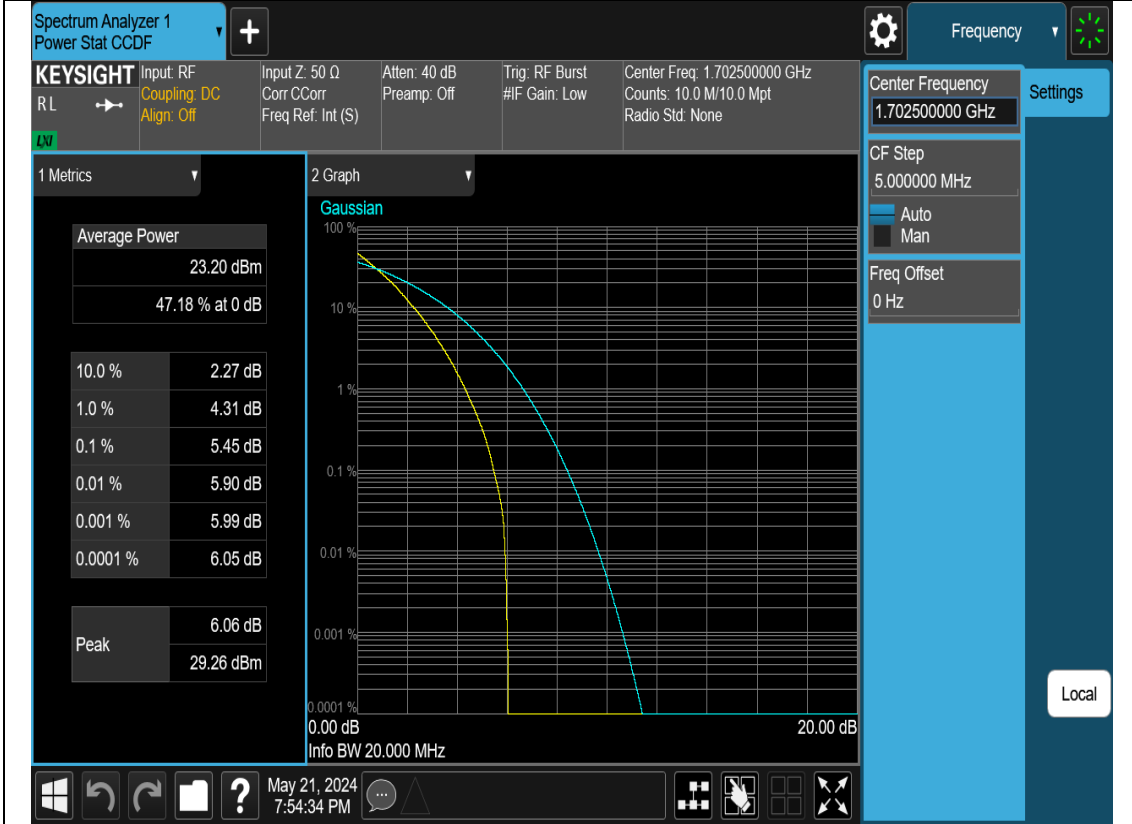 Spectrum Analyzer 1
Power Stat CCDF
Frequency
KEYSIGHT
RL
LXI
Input: RF
Coupling: DC
Align: Off
Input Z: 50 Ω
Corr CCorr
Freq Ref: Int (S)
Atten: 40 dB
Preamp: Off
Trig: RF Burst
#IF Gain: Low
Center Freq: 1.702500000 GHz
Counts: 10.0 M/10.0 Mpt
Radio Std: None
Center Frequency
1.702500000 GHz
Settings
CF Step
5.000000 MHz
Auto
Man
Freq Offset
0 Hz
Local
1 Metrics
Average Power
23.20 dBm
47.18 % at 0 dB
10.0 % 2.27 dB
1.0 % 4.31 dB
0.1 % 5.45 dB
0.01 % 5.90 dB
0.001 % 5.99 dB
0.0001 % 6.05 dB
Peak
6.06 dB
29.26 dBm
2 Graph
Gaussian
100 %
10 %
1 %
0.1 %
0.01 %
0.001 %
0.0001 %
0.00 dB 20.00 dB
Info BW 20.000 MHz
?
May 21, 2024
7:54:34 PM